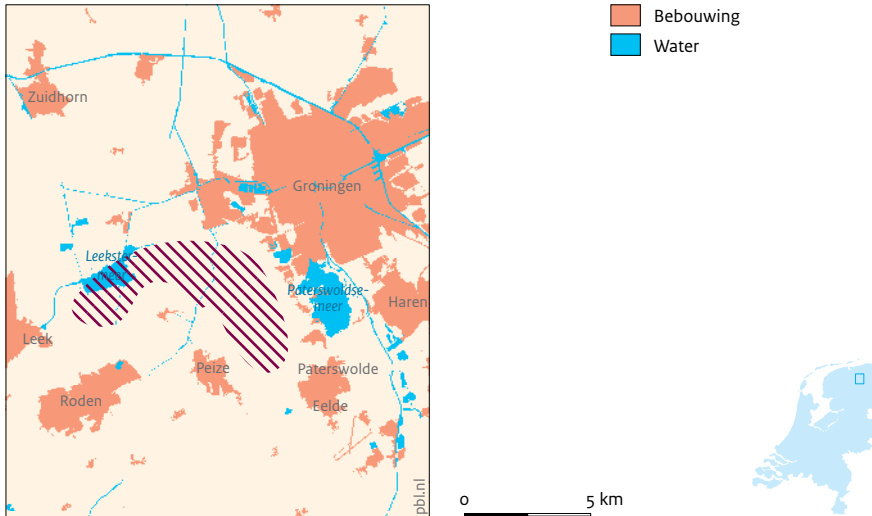 Bebouwing
Water
Zuidhorn
Groningen
Leekster-
meer
Paterswoldse-
meer
Haren
Leek
Peize
Paterswolde
Roden
Eelde
pbl.nl
0 5 km